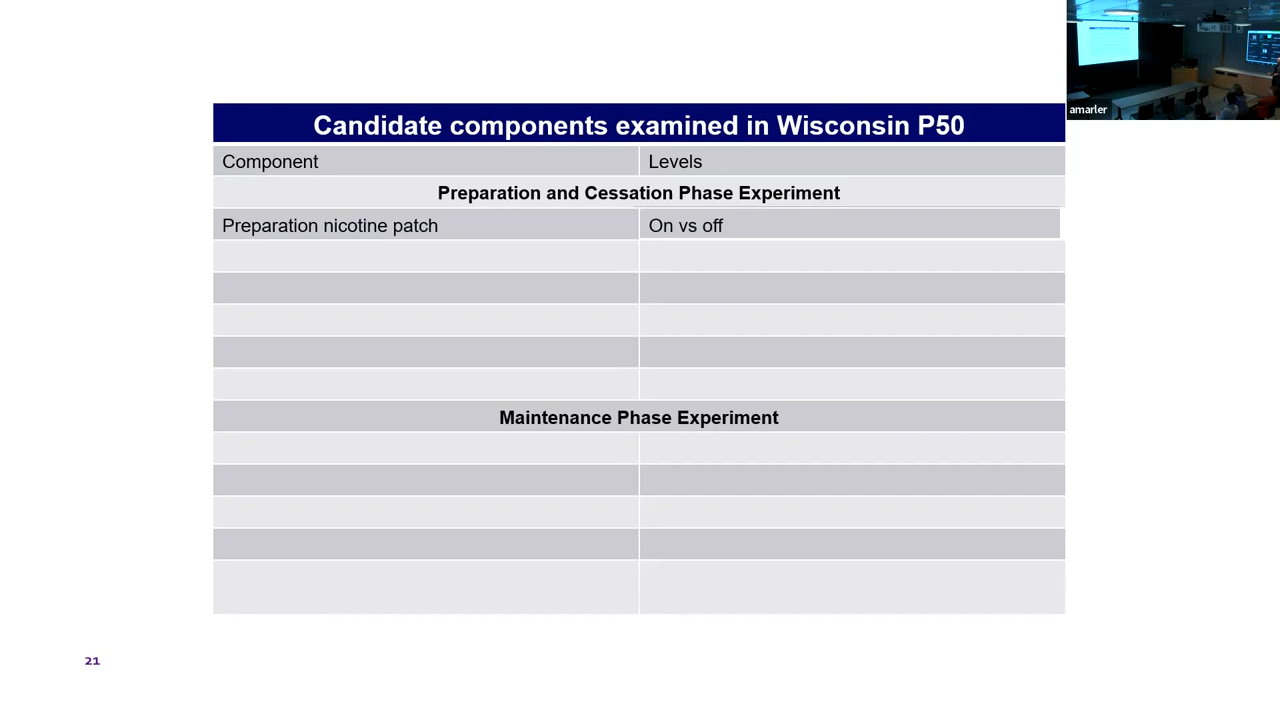 amarler
Candidate components examined in Wisconsin P50
Component Levels
Preparation and Cessation Phase Experiment
Preparation nicotine patch On vs off
Maintenance Phase Experiment
21